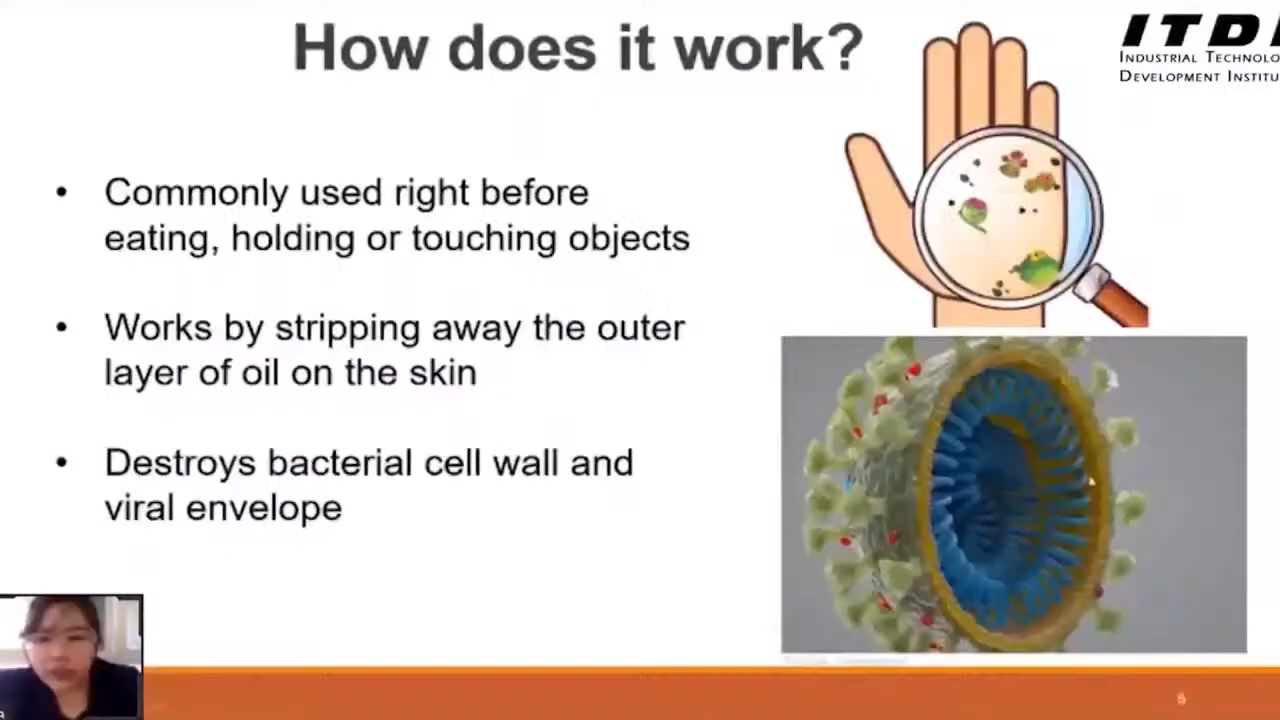 How does it work?
ITDI
INDUSTRIAL TECHNOLO
DEVELOPMENT INSTITU
• Commonly used right before
eating, holding or touching objects
• Works by stripping away the outer
layer of oil on the skin
• Destroys bacterial cell wall and
viral envelope
6